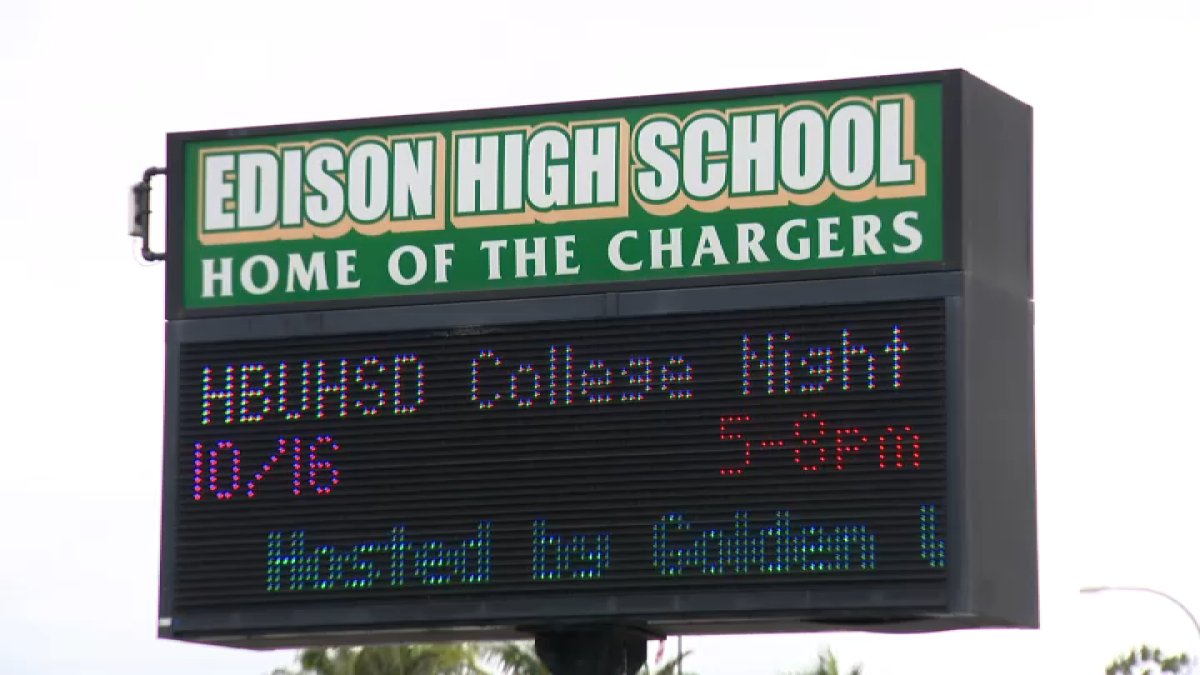 EDISON HIGH SCHOOL
HOME OF THE CHARGERS
HBUHSD College Night
10/16 5-8pm
Hosted by Golden